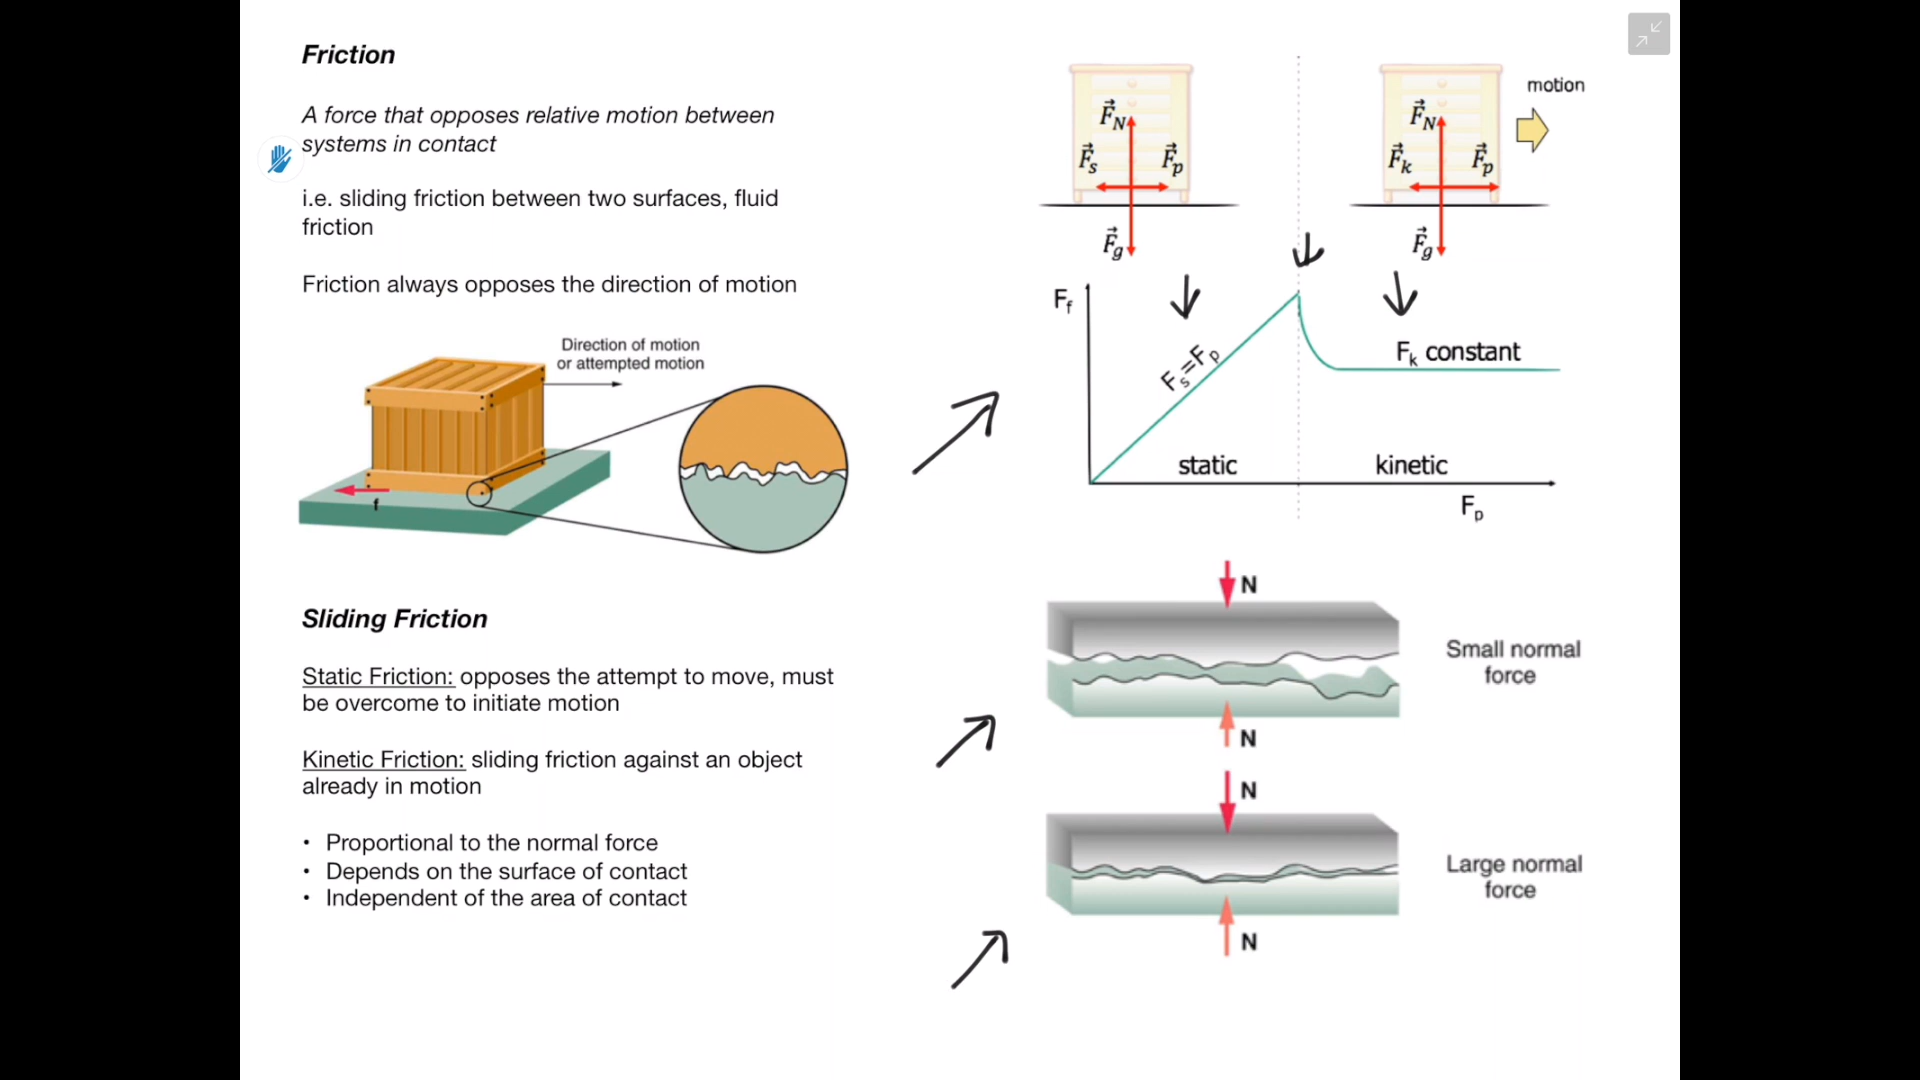 Friction
A force that opposes relative motion between
systems in contact
i.e. sliding friction between two surfaces, fluid
friction
Friction always opposes the direction of motion
Direction of motion
or attempted motion
f
Sliding Friction
Static Friction: opposes the attempt to move, must
be overcome to initiate motion
Kinetic Friction: sliding friction against an object
already in motion
• Proportional to the normal force
• Depends on the surface of contact
• Independent of the area of contact
motion
F⃗N F⃗N
F⃗s F⃗p F⃗k F⃗p
F⃗g F⃗g
Ff
Fs=Fp
Fk constant
static kinetic
Fp
N
Small normal
force
N
N
Large normal
force
N